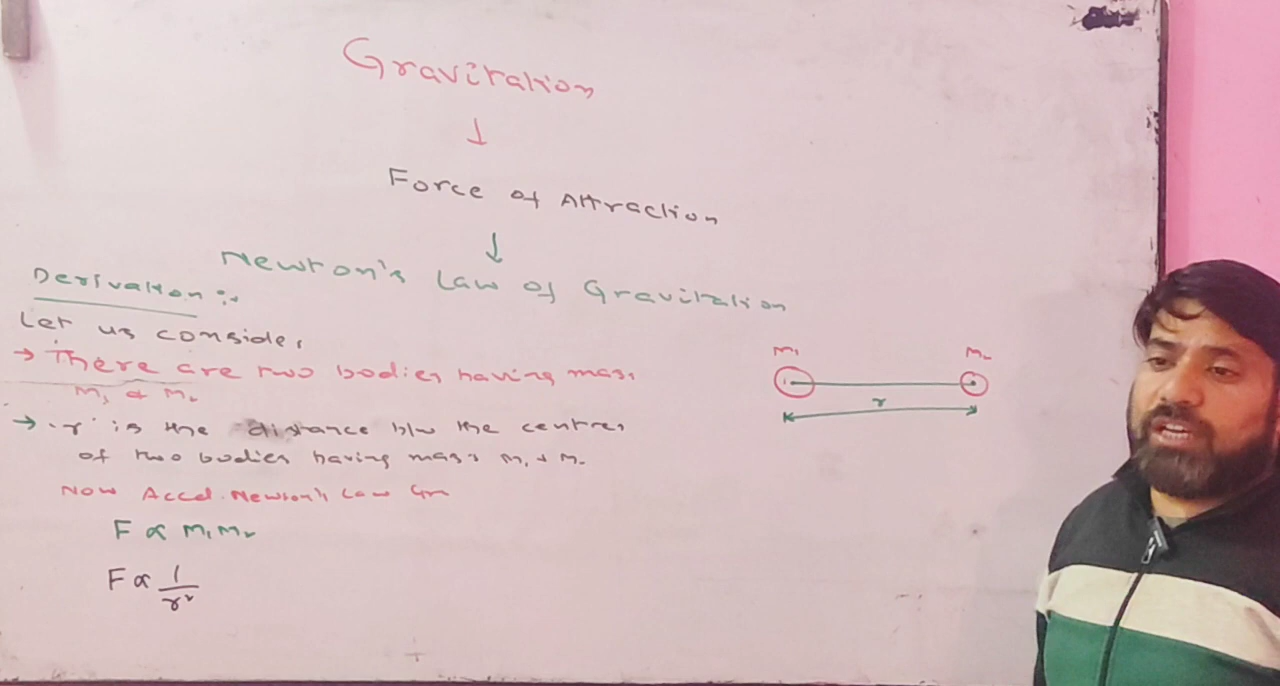 Gravitation
↓
Force of Attraction
↓
Newton's Law of Gravitation
Derivation :-
Let us consider
→ There are two bodies having mass
M₁ & M₂
→ 'r' is the distance b/w the centres
of two bodies having mass M₁ & M₂
Now Accd. Newton's Law Gr
F ∝ M₁M₂
F ∝ 1/r²
M₁ M₂
r